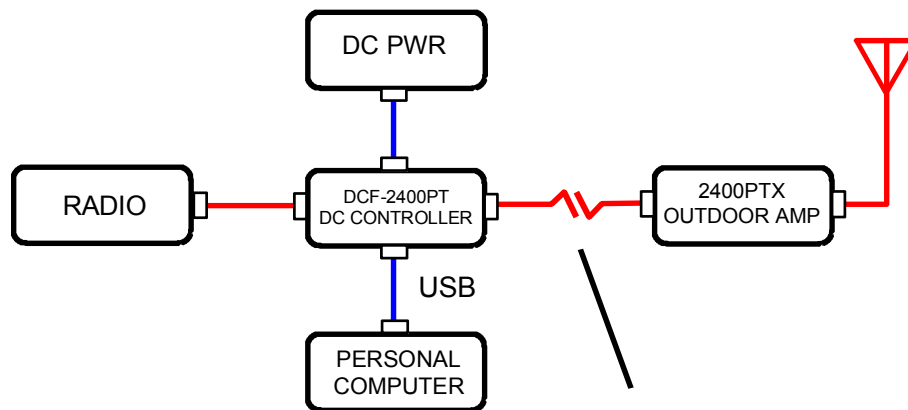 DC PWR
RADIO
DCF-2400PT
DC CONTROLLER
2400PTX
OUTDOOR AMP
USB
PERSONAL
COMPUTER